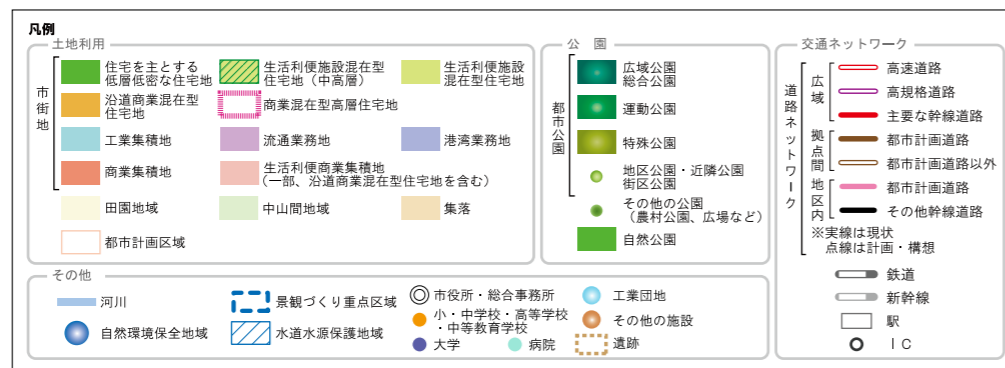 凡例
土地利用
市街地
住宅を主とする
低層低密な住宅地
生活利便施設混在型
住宅地（中高層）
生活利便施設
混在型住宅地
沿道商業混在型
住宅地
商業混在型高層住宅地
工業集積地
流通業務地
港湾業務地
商業集積地
生活利便商業集積地
（一部、沿道商業混在型住宅地を含む）
田園地域
中山間地域
集落
都市計画区域
公　園
都市公園
広域公園
総合公園
運動公園
特殊公園
地区公園・近隣公園
街区公園
その他の公園
（農村公園、広場など）
自然公園
交通ネットワーク
道路ネットワーク
広域
高速道路
高規格道路
主要な幹線道路
拠点間
都市計画道路
都市計画道路以外
地区内
都市計画道路
その他幹線道路
※実線は現状
点線は計画・構想
鉄道
新幹線
駅
ＩＣ
その他
河川
景観づくり重点区域
自然環境保全地域
水道水源保護地域
市役所・総合事務所
小・中学校・高等学校
・中等教育学校
大学
病院
工業団地
その他の施設
遺跡